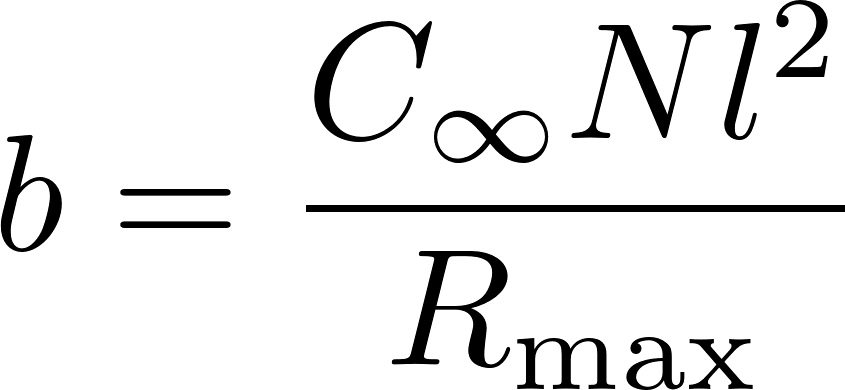 b = \frac{C_\infty N l^2}{R_{\max}}